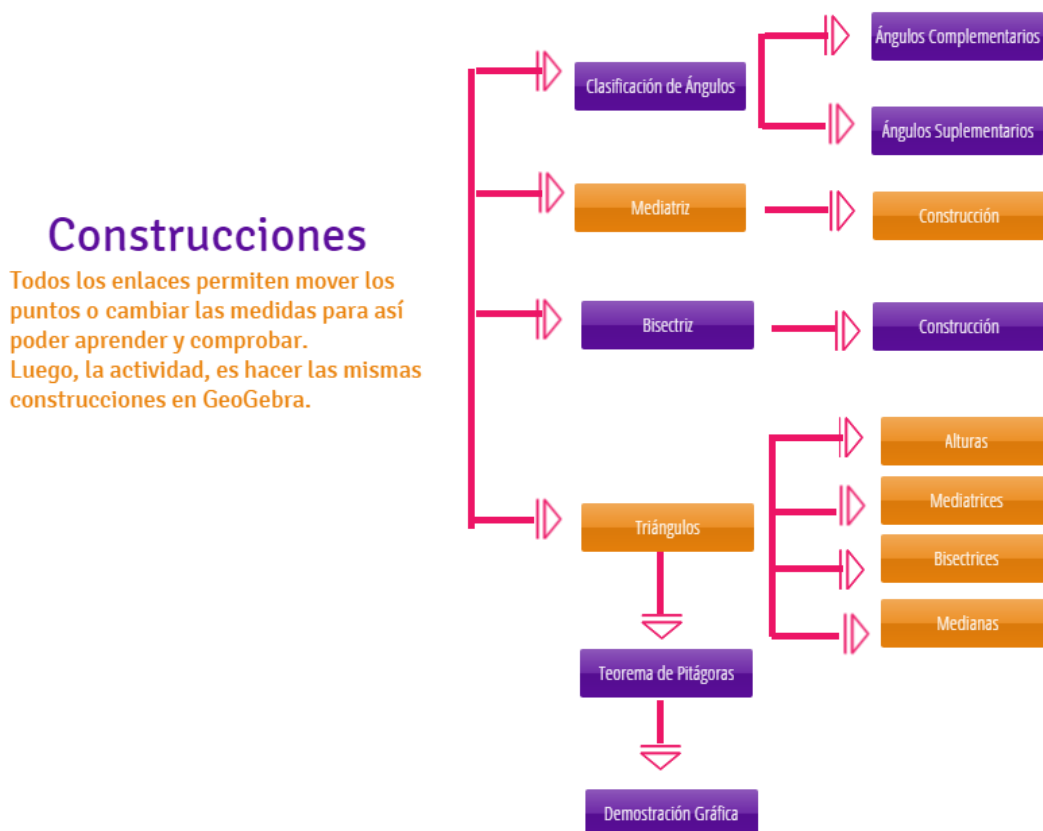 Construcciones
Todos los enlaces permiten mover los
puntos o cambiar las medidas para así
poder aprender y comprobar.
Luego, la actividad, es hacer las mismas
construcciones en GeoGebra.
Clasificación de Ángulos
Ángulos Complementarios
Ángulos Suplementarios
Mediatriz
Construcción
Bisectriz
Construcción
Triángulos
Alturas
Mediatrices
Bisectrices
Medianas
Teorema de Pitágoras
Demostración Gráfica